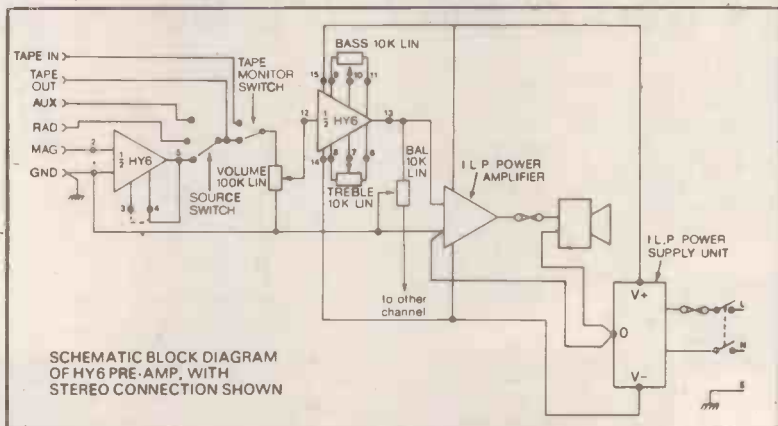 TAPE IN
TAPE
OUT
AUX
RAD
MAG
GND
2
1
½ HY6
3
4
5
SOURCE
SWITCH
TAPE
MONITOR
SWITCH
VOLUME
100K LIN
BASS 10K LIN
15
9
10
11
12
½
HY6
13
14
8
7
6
TREBLE
10K LIN
BAL
10K
LIN
to other
channel
I L P POWER
AMPLIFIER
I L P POWER
SUPPLY UNIT
V+
O
V-
L
N
E
SCHEMATIC BLOCK DIAGRAM
OF HY6 PRE-AMP, WITH
STEREO CONNECTION SHOWN